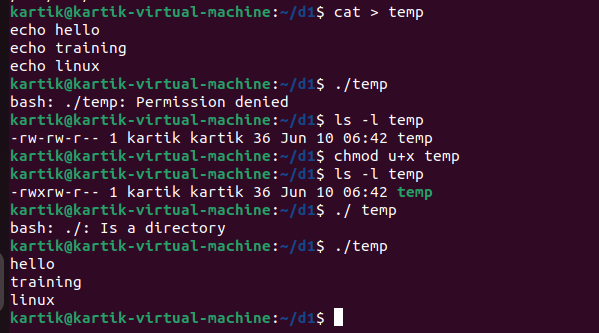 kartik@kartik-virtual-machine:~/d1$ cat > temp
echo hello
echo training
echo linux
kartik@kartik-virtual-machine:~/d1$ ./temp
bash: ./temp: Permission denied
kartik@kartik-virtual-machine:~/d1$ ls -l temp
-rw-rw-r-- 1 kartik kartik 36 Jun 10 06:42 temp
kartik@kartik-virtual-machine:~/d1$ chmod u+x temp
kartik@kartik-virtual-machine:~/d1$ ls -l temp
-rwxrw-r-- 1 kartik kartik 36 Jun 10 06:42 temp
kartik@kartik-virtual-machine:~/d1$ ./ temp
bash: ./: Is a directory
kartik@kartik-virtual-machine:~/d1$ ./temp
hello
training
linux
kartik@kartik-virtual-machine:~/d1$